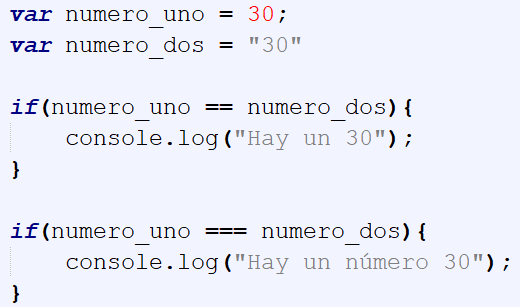 var numero_uno = 30;
var numero_dos = "30"
if(numero_uno == numero_dos){
console.log("Hay un 30");
}
if(numero_uno === numero_dos){
console.log("Hay un número 30");
}